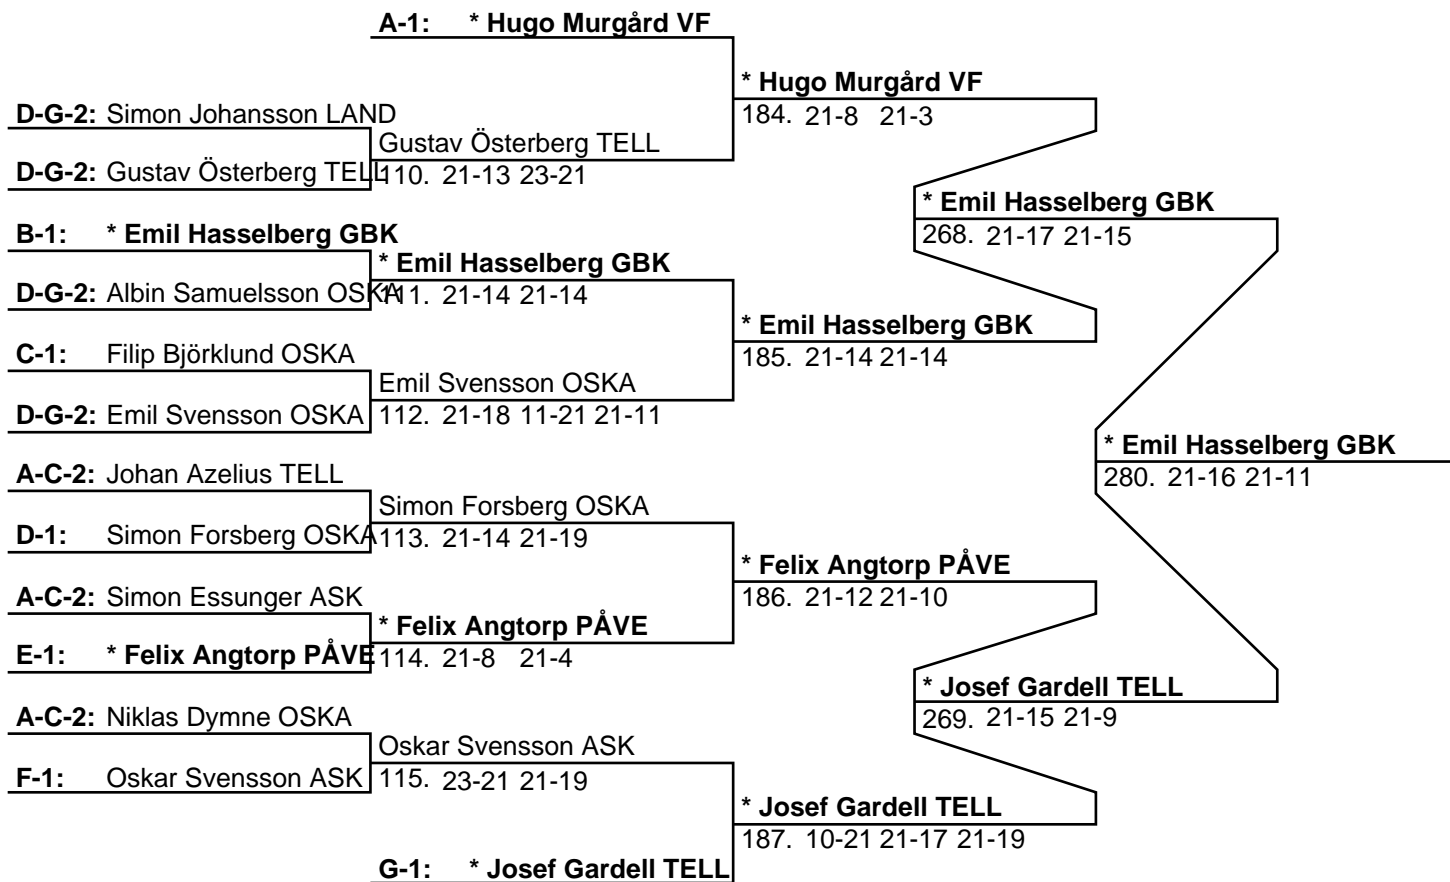 A-1: * Hugo Murgård VF
* Hugo Murgård VF
D-G-2: Simon Johansson LAND
184. 21-8 21-3
Gustav Österberg TELL
D-G-2: Gustav Österberg TELL
110. 21-13 23-21
* Emil Hasselberg GBK
B-1: * Emil Hasselberg GBK
268. 21-17 21-15
* Emil Hasselberg GBK
D-G-2: Albin Samuelsson OSKA
111. 21-14 21-14
* Emil Hasselberg GBK
C-1: Filip Björklund OSKA
185. 21-14 21-14
Emil Svensson OSKA
D-G-2: Emil Svensson OSKA
112. 21-18 11-21 21-11
* Emil Hasselberg GBK
A-C-2: Johan Azelius TELL
280. 21-16 21-11
Simon Forsberg OSKA
D-1: Simon Forsberg OSKA
113. 21-14 21-19
* Felix Angtorp PÅVE
A-C-2: Simon Essunger ASK
186. 21-12 21-10
* Felix Angtorp PÅVE
E-1: * Felix Angtorp PÅVE
114. 21-8 21-4
* Josef Gardell TELL
A-C-2: Niklas Dymne OSKA
269. 21-15 21-9
Oskar Svensson ASK
F-1: Oskar Svensson ASK
115. 23-21 21-19
* Josef Gardell TELL
187. 10-21 21-17 21-19
G-1: * Josef Gardell TELL